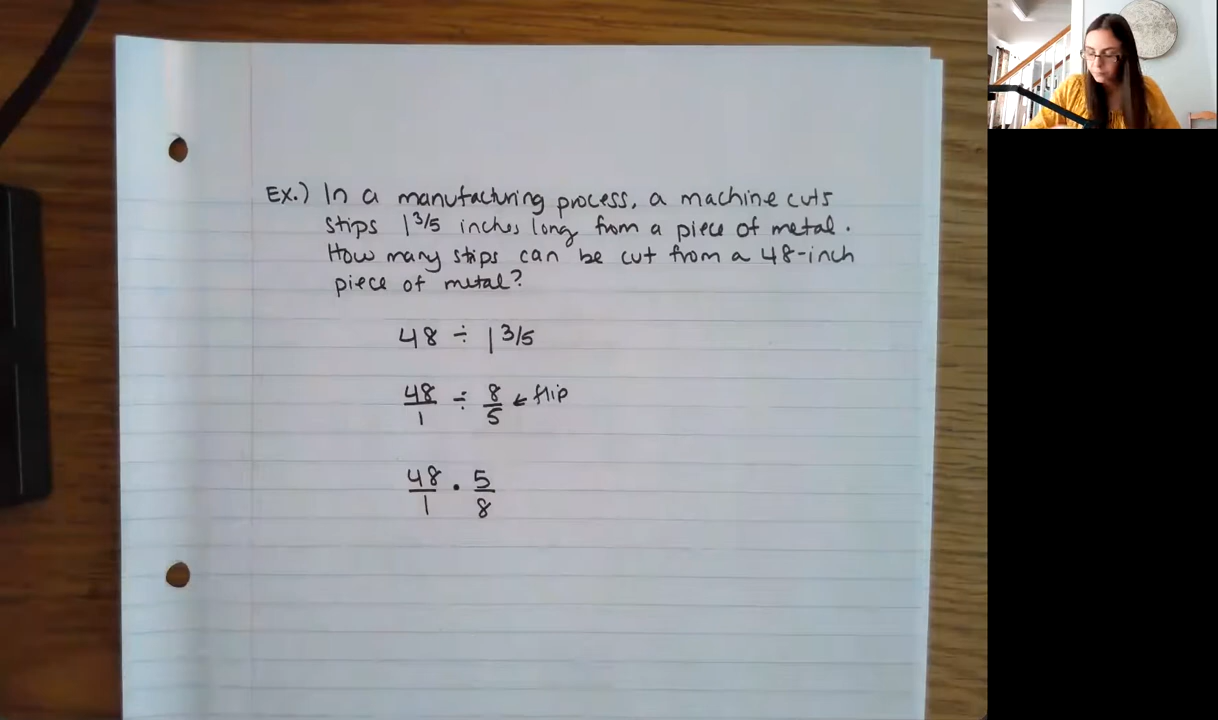 Ex.) In a manufacturing process, a machine cuts
stips 1 3/5 inches long from a piece of metal.
How many stips can be cut from a 48-inch
piece of metal?
48 ÷ 1 3/5
48/1 ÷ 8/5 ← flip
48/1 · 5/8